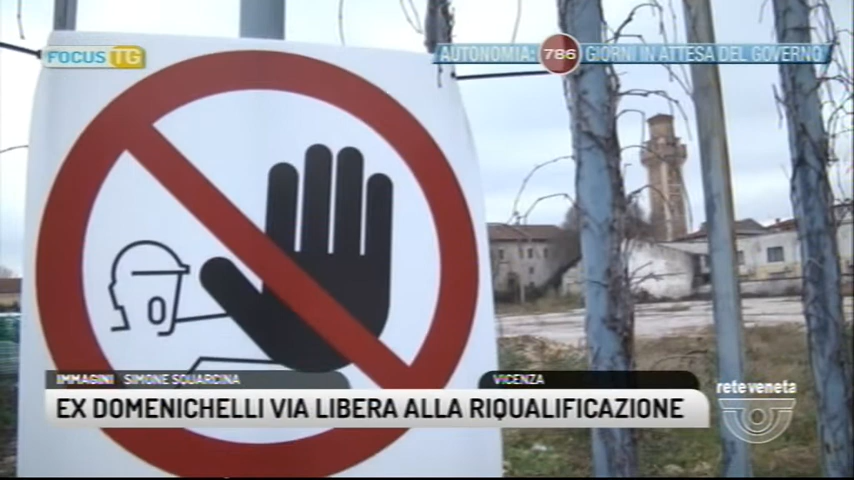 FOCUS TG
AUTONOMIA: 786 GIORNI IN ATTESA DEL GOVERNO
IMMAGINI SIMONE SQUARCINA
VICENZA
EX DOMENICHELLI VIA LIBERA ALLA RIQUALIFICAZIONE
rete veneta